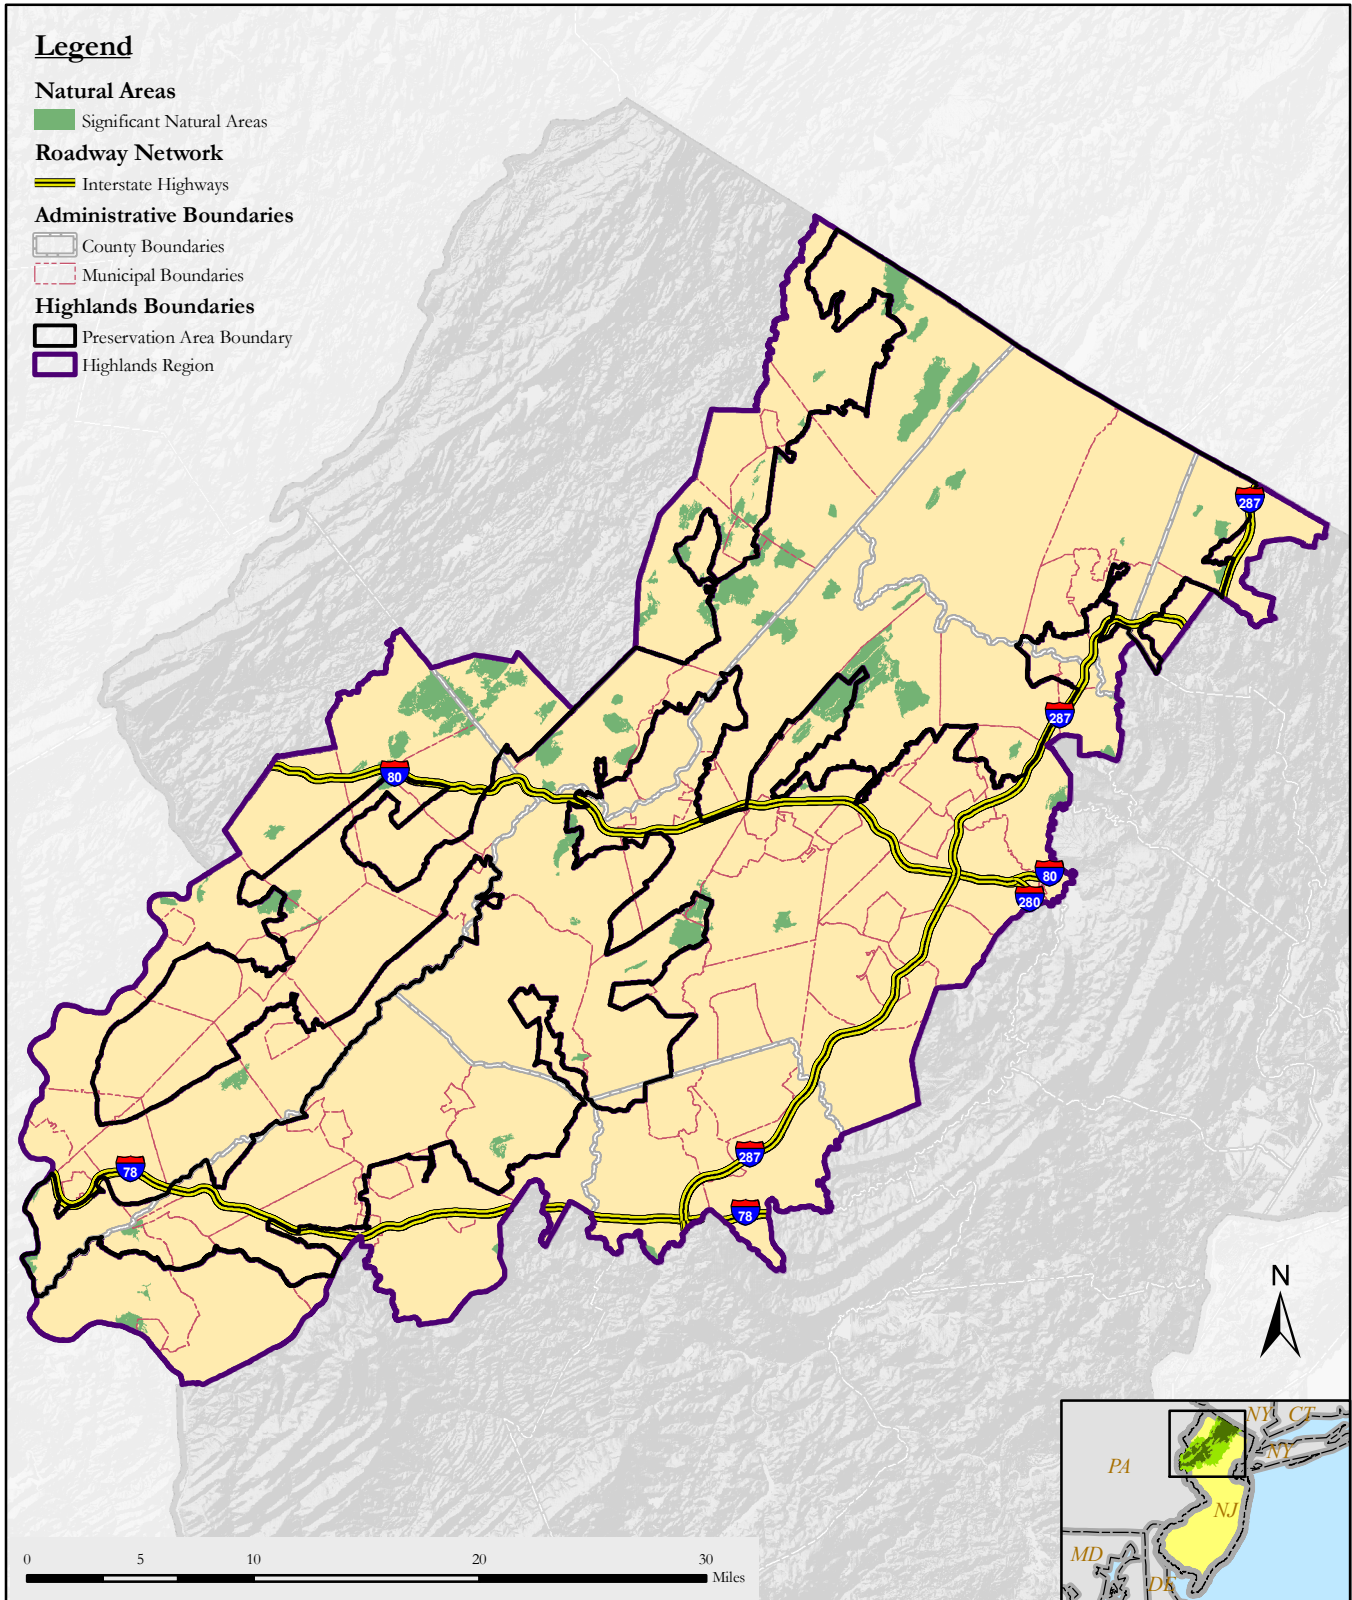 Legend
Natural Areas
Significant Natural Areas
Roadway Network
Interstate Highways
Administrative Boundaries
County Boundaries
Municipal Boundaries
Highlands Boundaries
Preservation Area Boundary
Highlands Region
287
287
80
80
280
78
287
78
N
NY
CT
NY
PA
NJ
MD
DE
0 5 10 20 30
Miles